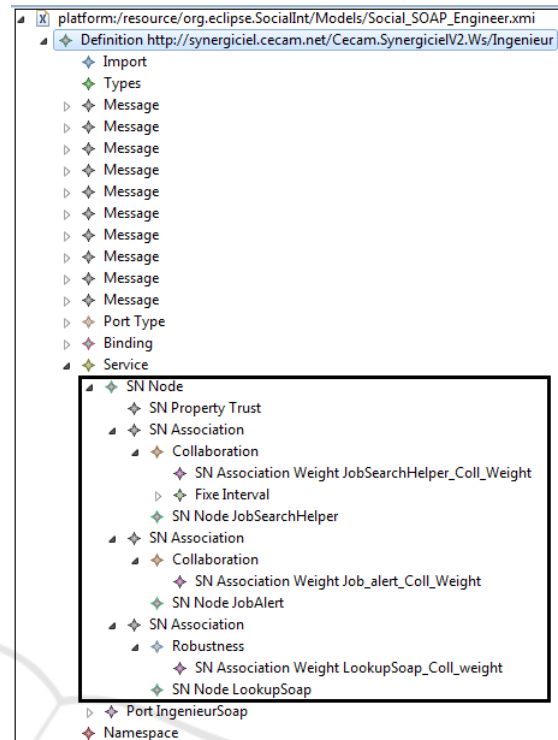 platform:/resource/org.eclipse.SocialInt/Models/Social_SOAP_Engineer.xmi
Definition http://synergiciel.cecam.net/Cecam.SynergicielV2.Ws/Ingenieur
Import
Types
Message
Message
Message
Message
Message
Message
Message
Message
Message
Message
Port Type
Binding
Service
SN Node
SN Property Trust
SN Association
Collaboration
SN Association Weight JobSearchHelper_Coll_Weight
Fixe Interval
SN Node JobSearchHelper
SN Association
Collaboration
SN Association Weight Job_alert_Coll_Weight
SN Node JobAlert
SN Association
Robustness
SN Association Weight LookupSoap_Coll_weight
SN Node LookupSoap
Port IngenieurSoap
Namespace